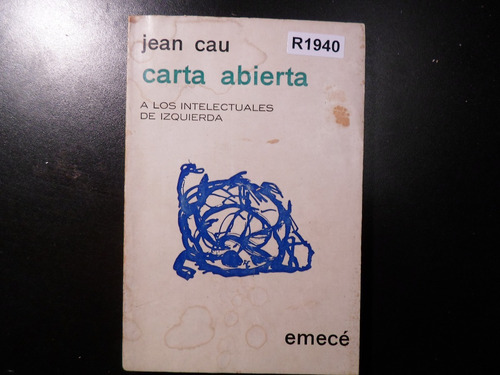 jean cau
R1940
carta abierta
A LOS INTELECTUALES
DE IZQUIERDA
emecé